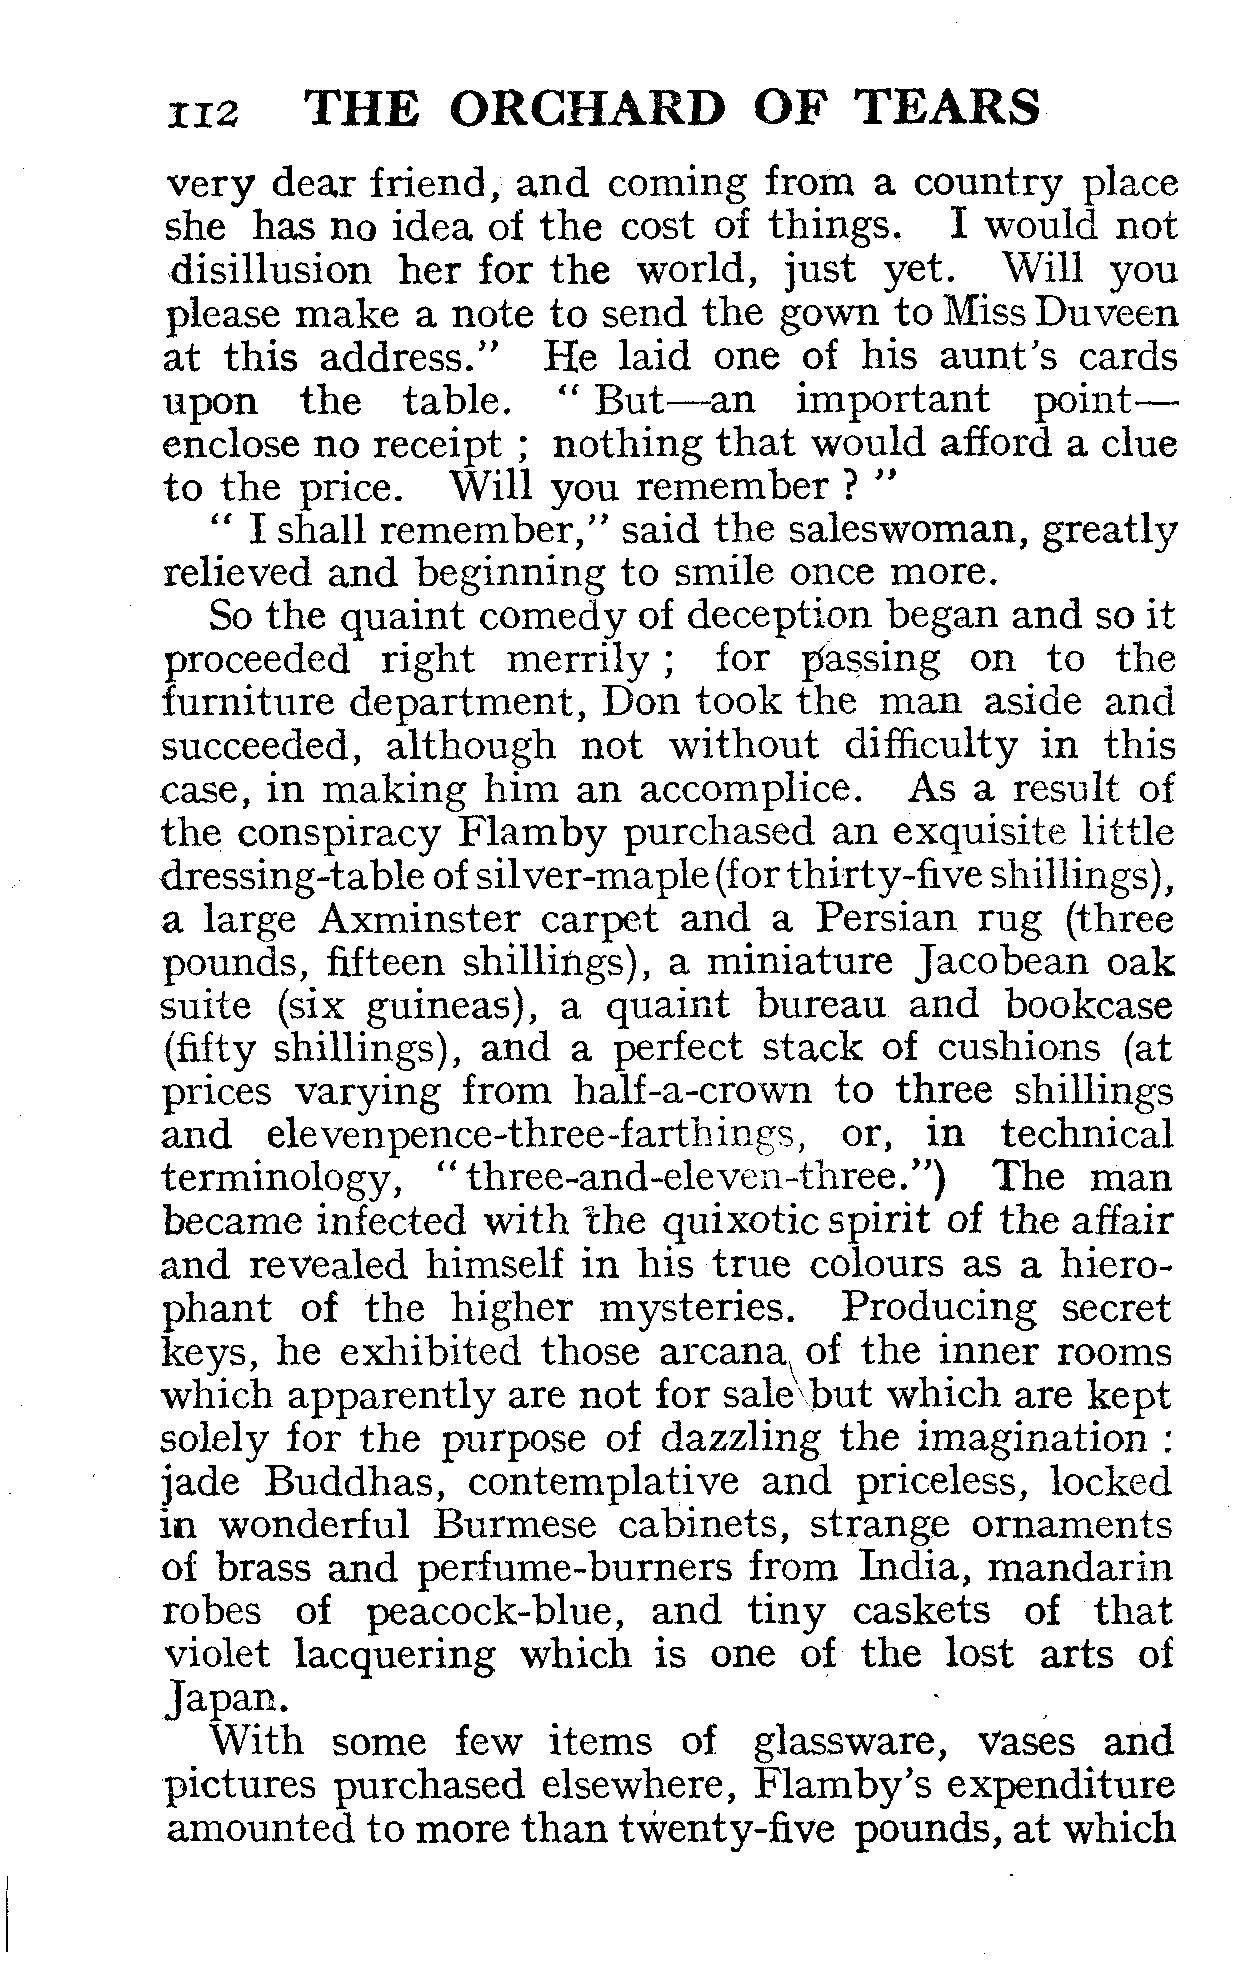 112 THE ORCHARD OF TEARS
very dear friend, and coming from a country place
she has no idea of the cost of things. I would not
disillusion her for the world, just yet. Will you
please make a note to send the gown to Miss Duveen
at this address." He laid one of his aunt's cards
upon the table. " But—an important point—
enclose no receipt ; nothing that would afford a clue
to the price. Will you remember ? "
" I shall remember," said the saleswoman, greatly
relieved and beginning to smile once more.
So the quaint comedy of deception began and so it
proceeded right merrily ; for passing on to the
furniture department, Don took the man aside and
succeeded, although not without difficulty in this
case, in making him an accomplice. As a result of
the conspiracy Flamby purchased an exquisite little
dressing-table of silver-maple (for thirty-five shillings),
a large Axminster carpet and a Persian rug (three
pounds, fifteen shillings), a miniature Jacobean oak
suite (six guineas), a quaint bureau and bookcase
(fifty shillings), and a perfect stack of cushions (at
prices varying from half-a-crown to three shillings
and elevenpence-three-farthings, or, in technical
terminology, " three-and-eleven-three.") The man
became infected with the quixotic spirit of the affair
and revealed himself in his true colours as a hiero-
phant of the higher mysteries. Producing secret
keys, he exhibited those arcana of the inner rooms
which apparently are not for sale but which are kept
solely for the purpose of dazzling the imagination :
jade Buddhas, contemplative and priceless, locked
in wonderful Burmese cabinets, strange ornaments
of brass and perfume-burners from India, mandarin
robes of peacock-blue, and tiny caskets of that
violet lacquering which is one of the lost arts of
Japan.
With some few items of glassware, vases and
pictures purchased elsewhere, Flamby's expenditure
amounted to more than twenty-five pounds, at which